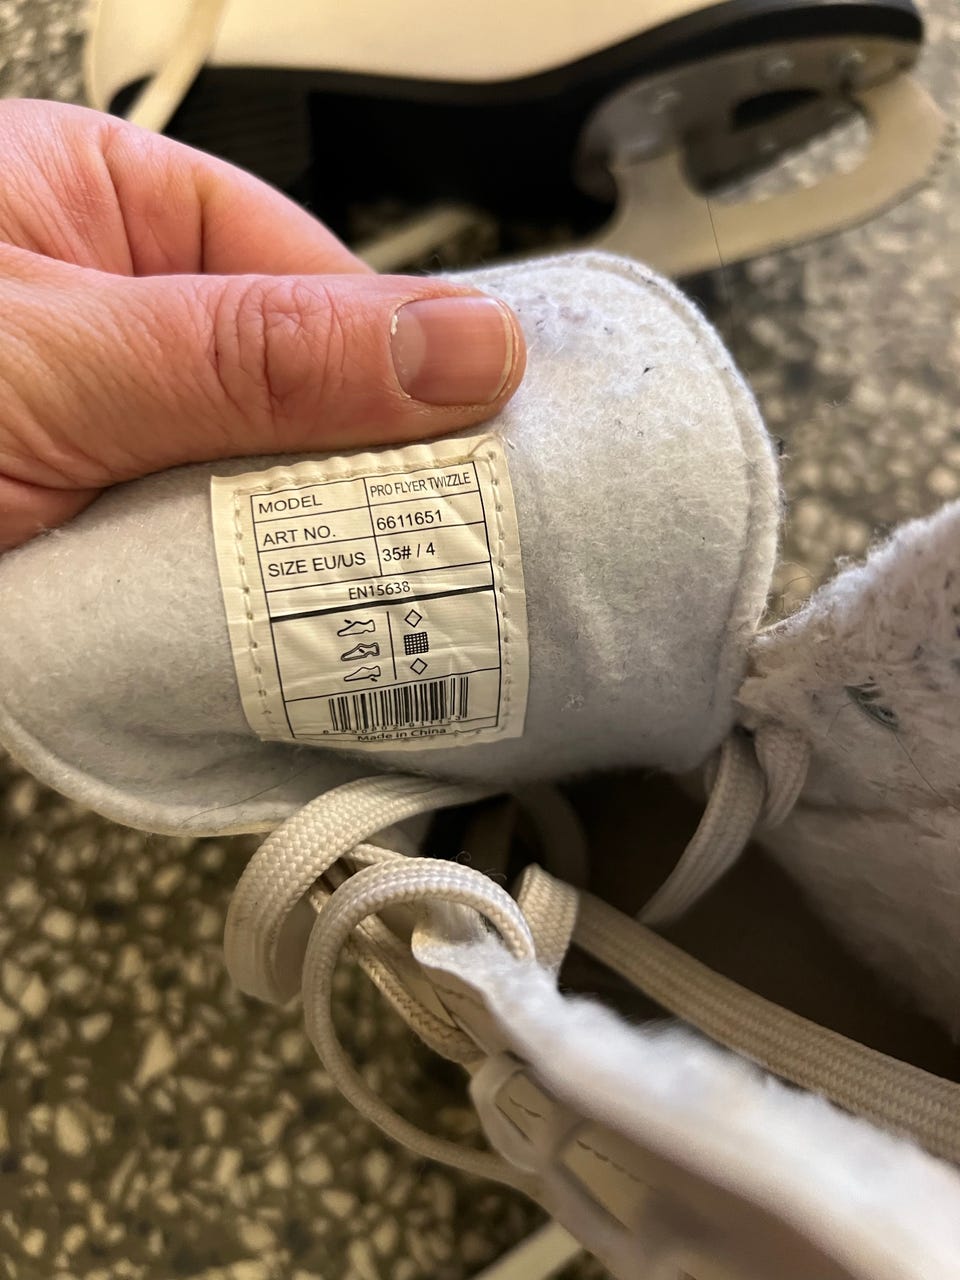 MODEL PRO FLYER TWIZZLE
ART NO. 6611651
SIZE EU/US 35# / 4
EN15638
Made in China